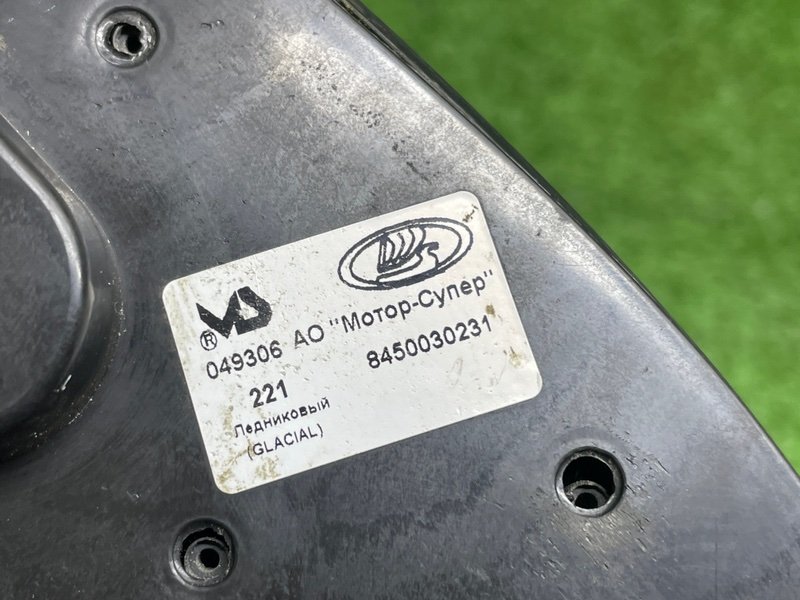 ®
049306 АО "Мотор-Супер"
8450030231
221
Ледниковый
(GLACIAL)